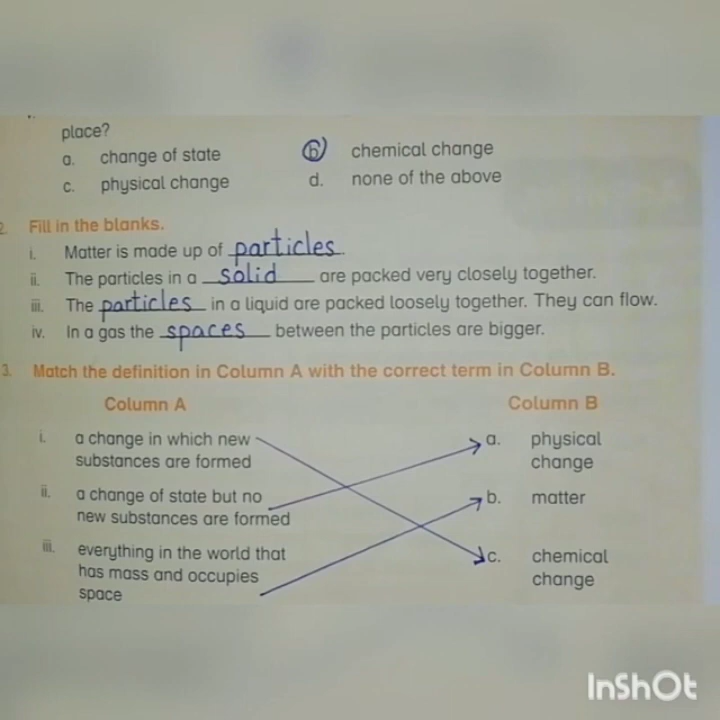 place?
a. change of state b chemical change
c. physical change d. none of the above
2. Fill in the blanks.
i. Matter is made up of particles.
ii. The particles in a solid are packed very closely together.
iii. The particles in a liquid are packed loosely together. They can flow.
iv. In a gas the spaces between the particles are bigger.
3. Match the definition in Column A with the correct term in Column B.
Column A Column B
i. a change in which new a. physical
substances are formed change
ii. a change of state but no b. matter
new substances are formed
iii. everything in the world that c. chemical
has mass and occupies change
space
InShOt